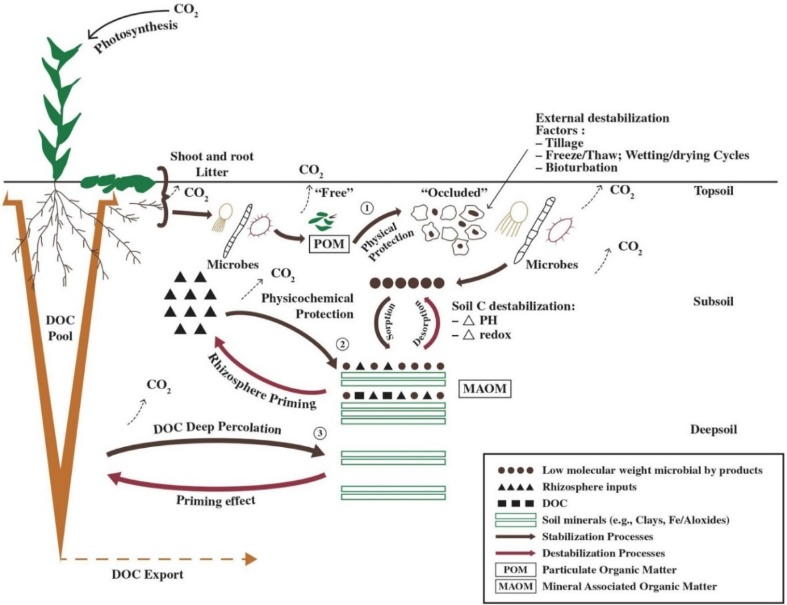 CO2
Photosynthesis
External destabilization
Factors :
– Tillage
– Freeze/Thaw; Wetting/drying Cycles
– Bioturbation
Shoot and root
Litter
CO2
CO2
"Free"
"Occluded"
CO2
Topsoil
1
POM
Physical
Protection
Microbes
Microbes
CO2
CO2
Physicochemical
Protection
Sorption
Desorption
Soil C destabilization:
– △ PH
– △ redox
Subsoil
DOC
Pool
2
Rhizosphere Priming
MAOM
CO2
DOC Deep Percolation
3
Deepsoil
Priming effect
DOC Export
Low molecular weight microbial by products
Rhizosphere inputs
DOC
Soil minerals (e.g., Clays, Fe/Aloxides)
Stabilization Processes
Destabilization Processes
POM Particulate Organic Matter
MAOM Mineral Associated Organic Matter